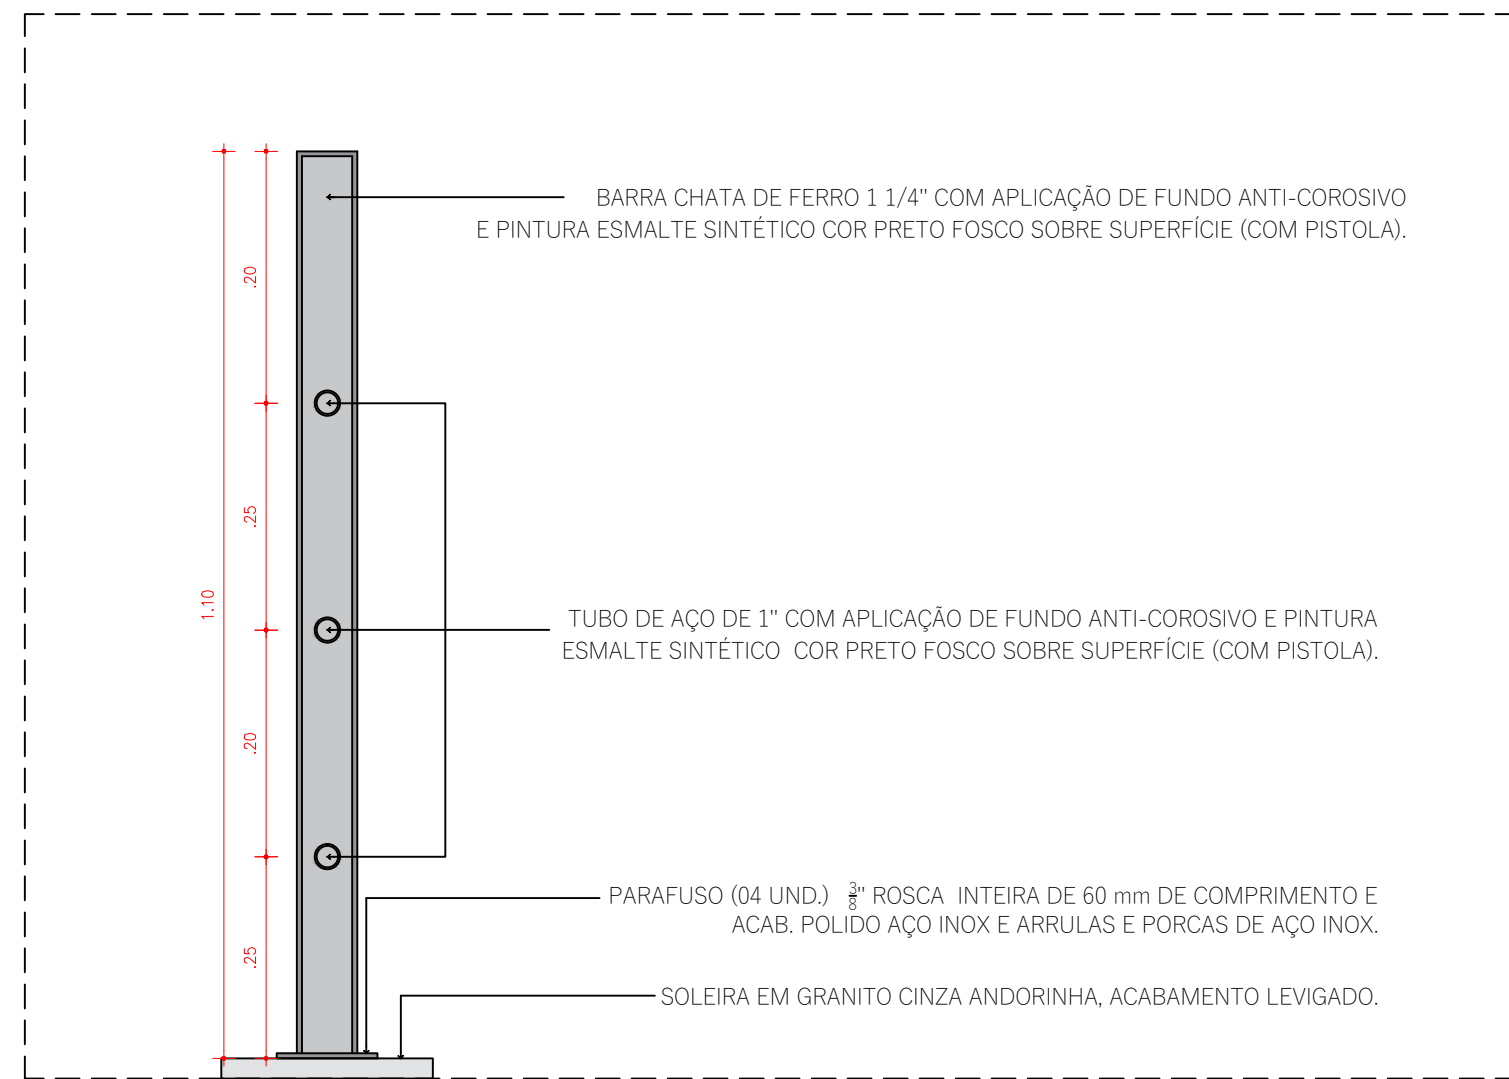 BARRA CHATA DE FERRO 1 1/4" COM APLICAÇÃO DE FUNDO ANTI-COROSIVO
E PINTURA ESMALTE SINTÉTICO COR PRETO FOSCO SOBRE SUPERFÍCIE (COM PISTOLA).
.20
.25
1.10
TUBO DE AÇO DE 1" COM APLICAÇÃO DE FUNDO ANTI-COROSIVO E PINTURA
ESMALTE SINTÉTICO COR PRETO FOSCO SOBRE SUPERFÍCIE (COM PISTOLA).
.20
PARAFUSO (04 UND.) 3/8" ROSCA INTEIRA DE 60 mm DE COMPRIMENTO E
ACAB. POLIDO AÇO INOX E ARRULAS E PORCAS DE AÇO INOX.
.25
SOLEIRA EM GRANITO CINZA ANDORINHA, ACABAMENTO LEVIGADO.